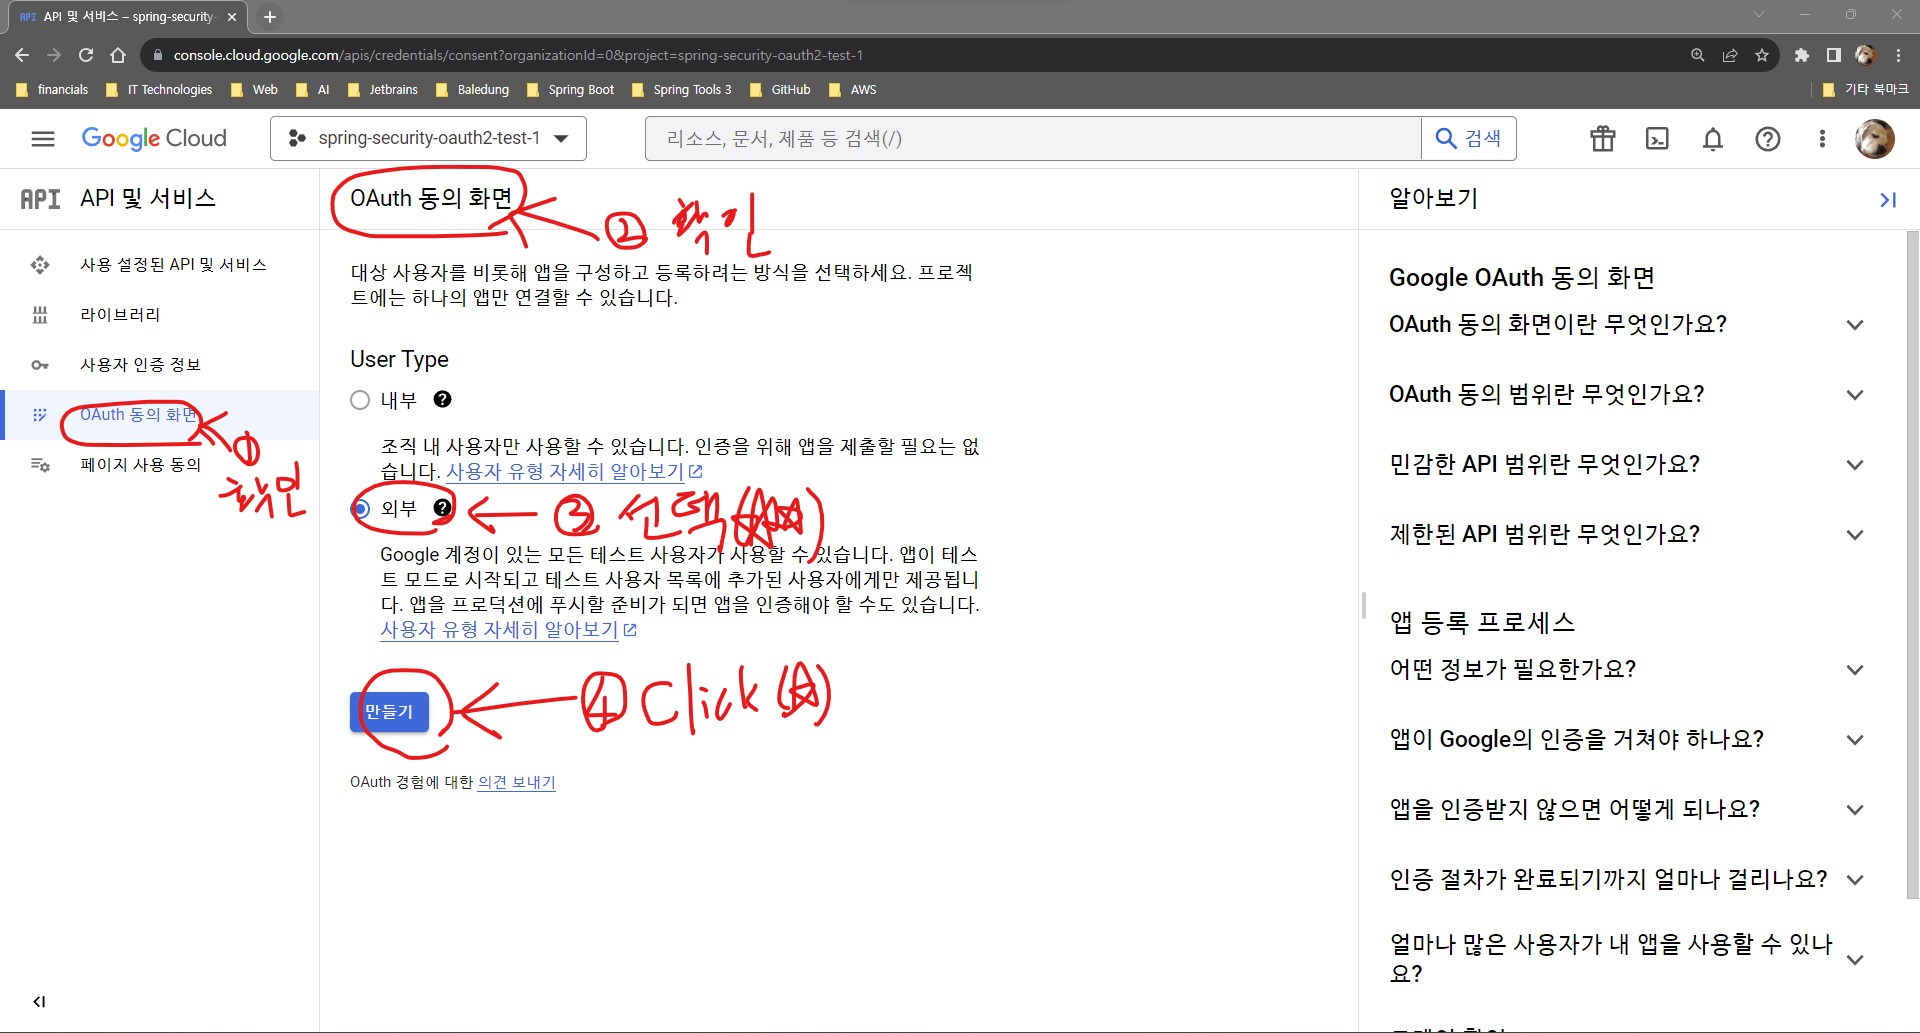 API API 및 서비스 – spring-security-
console.cloud.google.com/apis/credentials/consent?organizationId=0&project=spring-security-oauth2-test-1
financials IT Technologies Web AI Jetbrains Baledung Spring Boot Spring Tools 3 GitHub AWS 기타 북마크
Google Cloud spring-security-oauth2-test-1 리소스, 문서, 제품 등 검색(/) 검색
API API 및 서비스
사용 설정된 API 및 서비스
라이브러리
사용자 인증 정보
OAuth 동의 화면
① 확인
페이지 사용 동의
OAuth 동의 화면
② 확인
대상 사용자를 비롯해 앱을 구성하고 등록하려는 방식을 선택하세요. 프로젝
트에는 하나의 앱만 연결할 수 있습니다.
User Type
내부
조직 내 사용자만 사용할 수 있습니다. 인증을 위해 앱을 제출할 필요는 없
습니다. 사용자 유형 자세히 알아보기
외부
③ 선택(☆☆)
Google 계정이 있는 모든 테스트 사용자가 사용할 수 있습니다. 앱이 테스
트 모드로 시작되고 테스트 사용자 목록에 추가된 사용자에게만 제공됩니
다. 앱을 프로덕션에 푸시할 준비가 되면 앱을 인증해야 할 수도 있습니다.
사용자 유형 자세히 알아보기
만들기
④ Click (☆)
OAuth 경험에 대한 의견 보내기
알아보기
Google OAuth 동의 화면
OAuth 동의 화면이란 무엇인가요?
OAuth 동의 범위란 무엇인가요?
민감한 API 범위란 무엇인가요?
제한된 API 범위란 무엇인가요?
앱 등록 프로세스
어떤 정보가 필요한가요?
앱이 Google의 인증을 거쳐야 하나요?
앱을 인증받지 않으면 어떻게 되나요?
인증 절차가 완료되기까지 얼마나 걸리나요?
얼마나 많은 사용자가 내 앱을 사용할 수 있나
요?